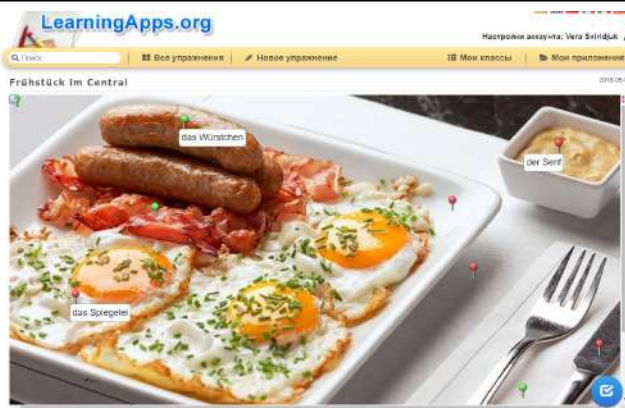 LearningApps.org
Настройки аккаунта: Vera Sviridjuk
Поиск
Все упражнения
Новое упражнение
Мои классы
Мои приложения
Frühstück im Central
das Würstchen
der Senf
das Spiegelei